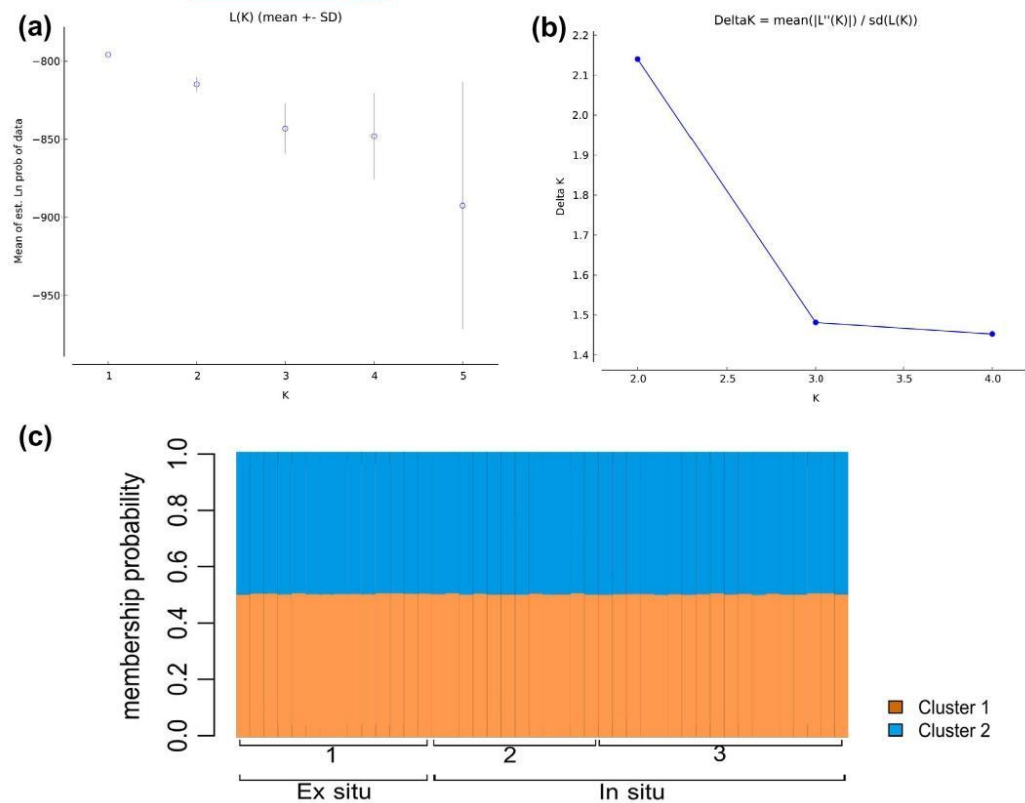 (a)
L(K) (mean +- SD)
Mean of est. Ln prob of data
−800
−850
−900
−950
1 2 3 4 5
K
(b)
DeltaK = mean(|L''(K)|) / sd(L(K))
Delta K
2.2
2.1
2.0
1.9
1.8
1.7
1.6
1.5
1.4
2.0 2.5 3.0 3.5 4.0
K
(c)
membership probability
1.0
0.8
0.6
0.4
0.2
0.0
1 2 3
Ex situ In situ
Cluster 1
Cluster 2